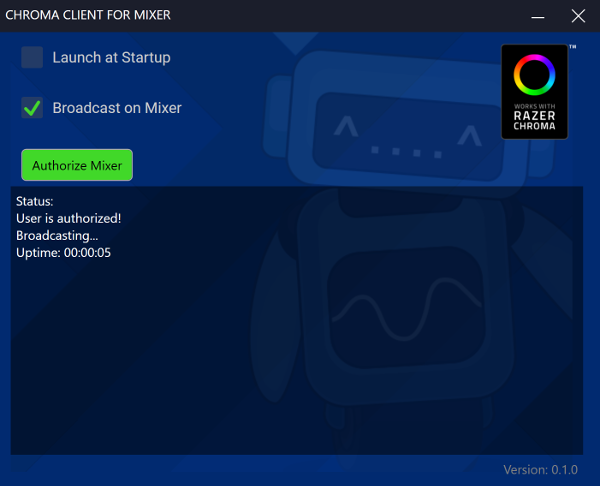 CHROMA CLIENT FOR MIXER
Launch at Startup
Broadcast on Mixer
WORKS WITH
RAZER
CHROMA
TM
Authorize Mixer
Status:
User is authorized!
Broadcasting...
Uptime: 00:00:05
Version: 0.1.0